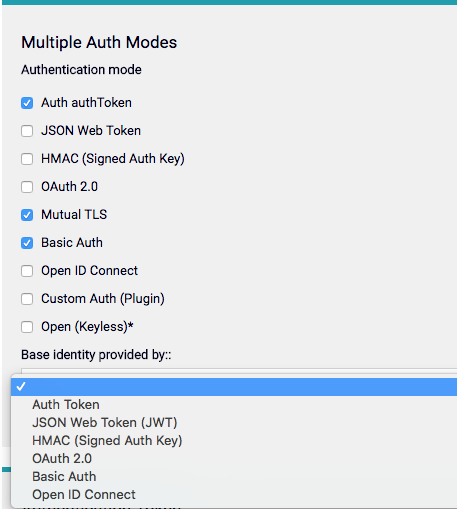 Multiple Auth Modes
Authentication mode
Auth authToken
JSON Web Token
HMAC (Signed Auth Key)
OAuth 2.0
Mutual TLS
Basic Auth
Open ID Connect
Custom Auth (Plugin)
Open (Keyless)*
Base identity provided by::
Auth Token
JSON Web Token (JWT)
HMAC (Signed Auth Key)
OAuth 2.0
Basic Auth
Open ID Connect